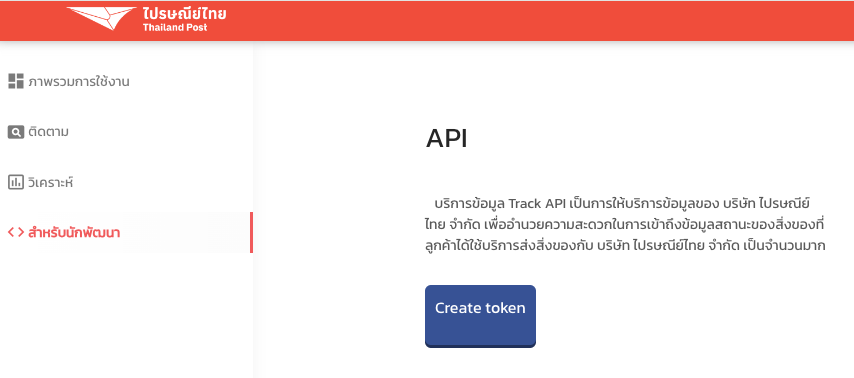 ไปรษณีย์ไทย
Thailand Post
ภาพรวมการใช้งาน
ติดตาม
วิเคราะห์
สำหรับนักพัฒนา
API
บริการข้อมูล Track API เป็นการให้บริการข้อมูลของ บริษัท ไปรษณีย์
ไทย จำกัด เพื่ออำนวยความสะดวกในการเข้าถึงข้อมูลสถานะของสิ่งของที่
ลูกค้าได้ใช้บริการส่งสิ่งของกับ บริษัท ไปรษณีย์ไทย จำกัด เป็นจำนวนมาก
Create token